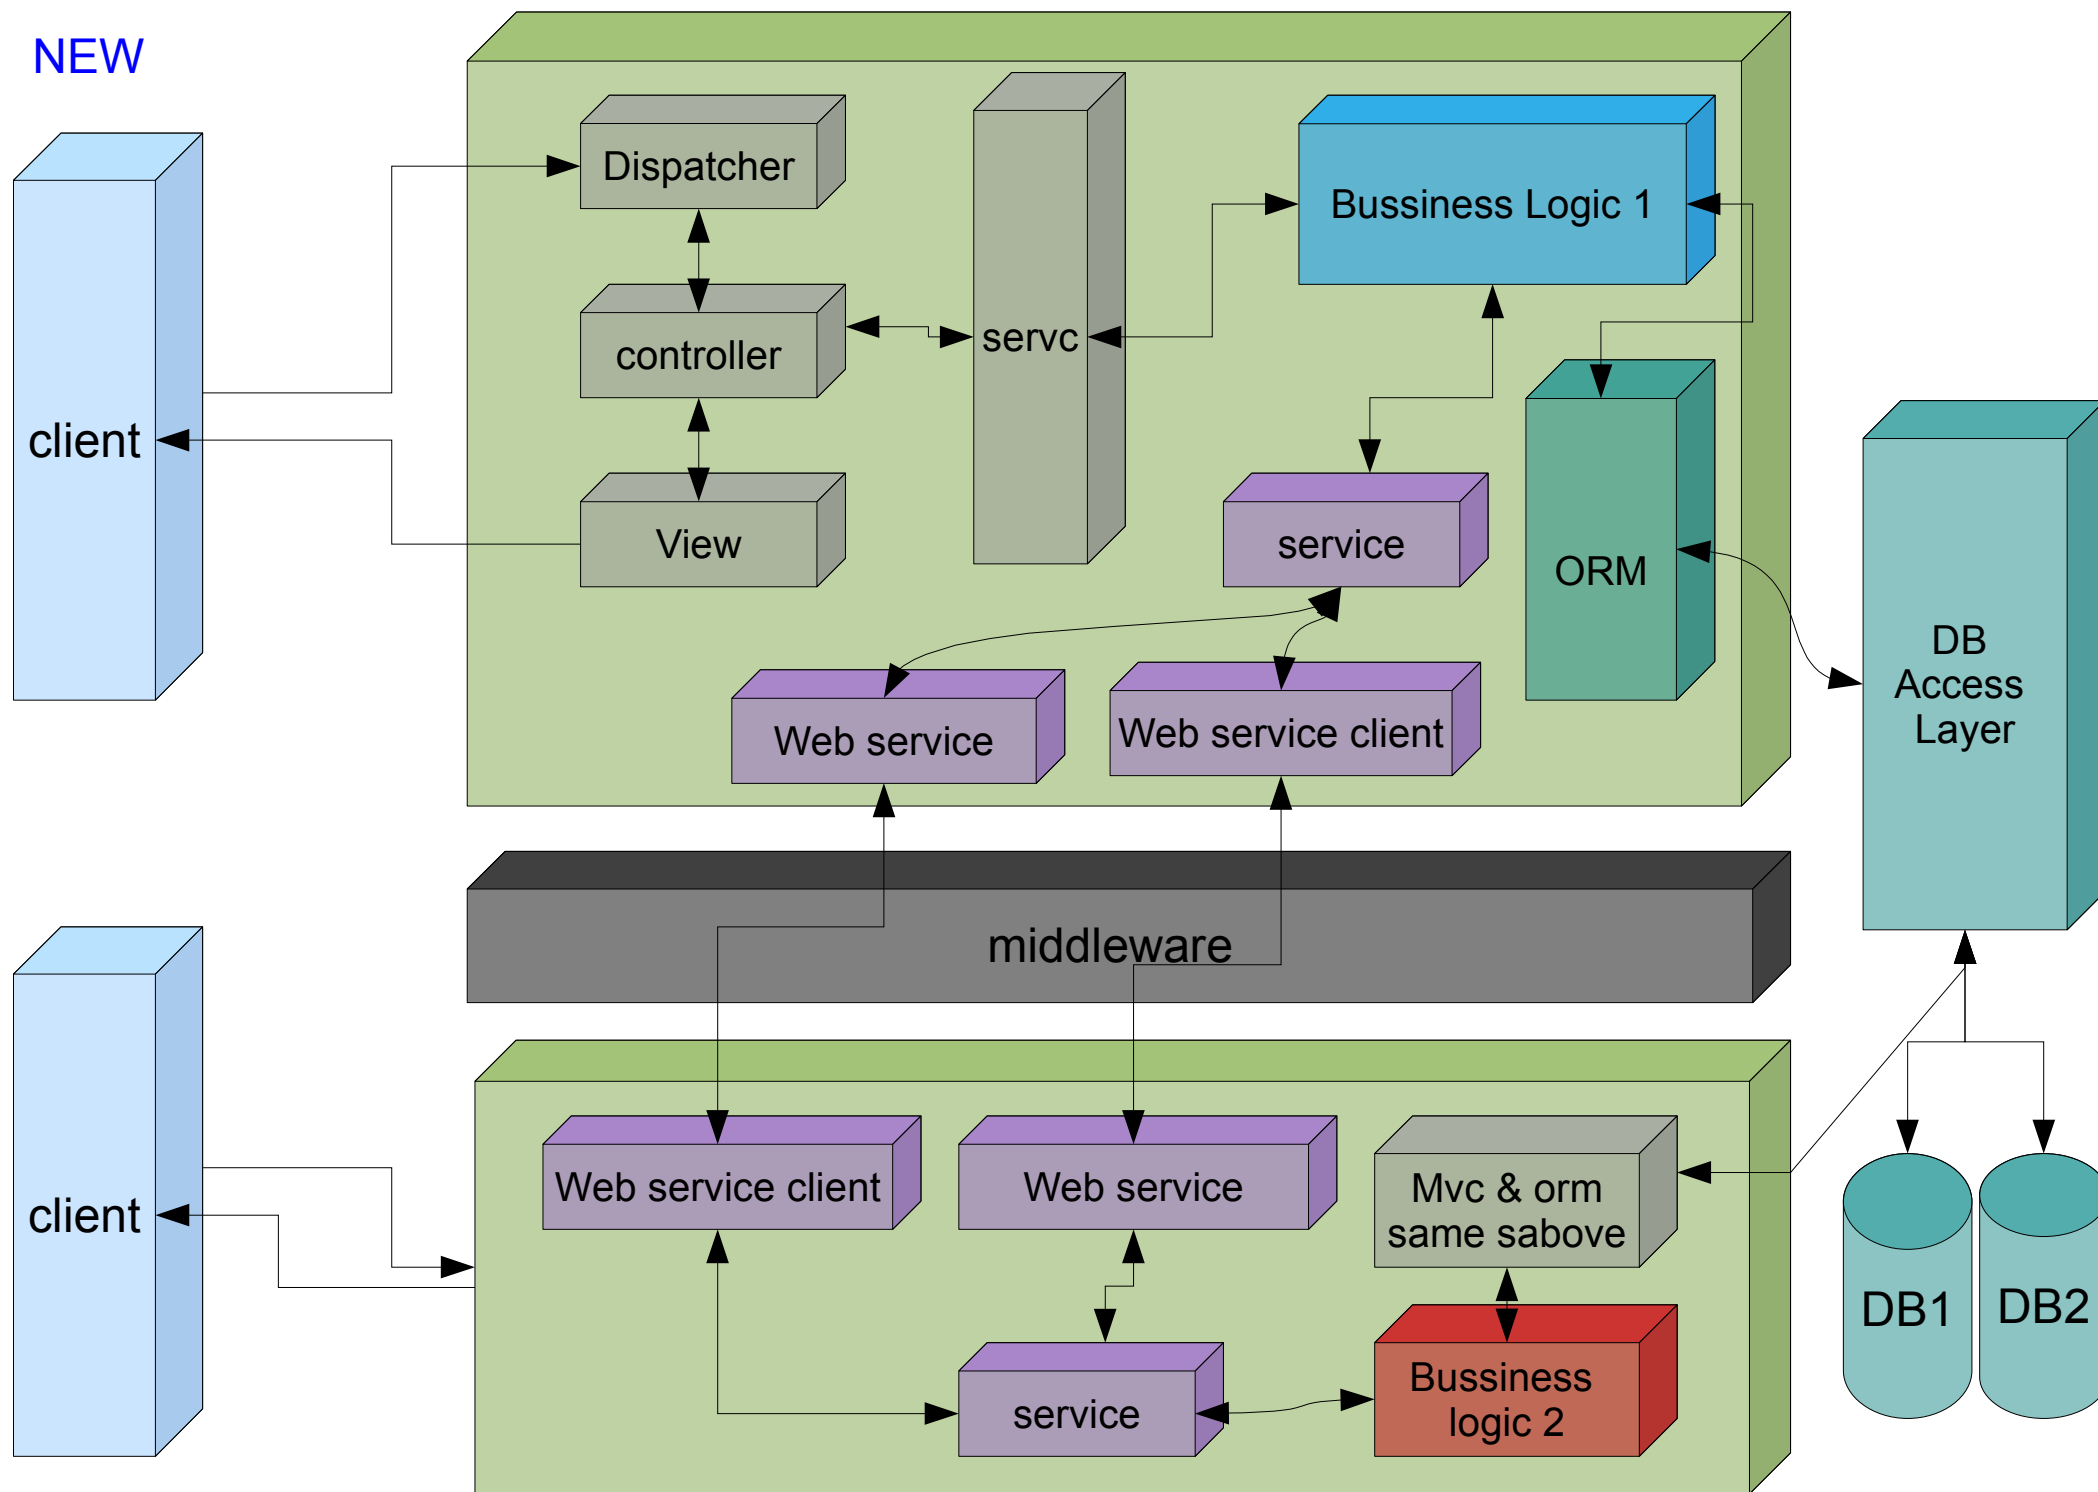 NEW
Dispatcher
Bussiness Logic 1
servc
controller
client
View
service
ORM
DB
Access
Layer
Web service
Web service client
middleware
Web service client
Web service
Mvc & orm
same sabove
client
DB1
DB2
service
Bussiness
logic 2